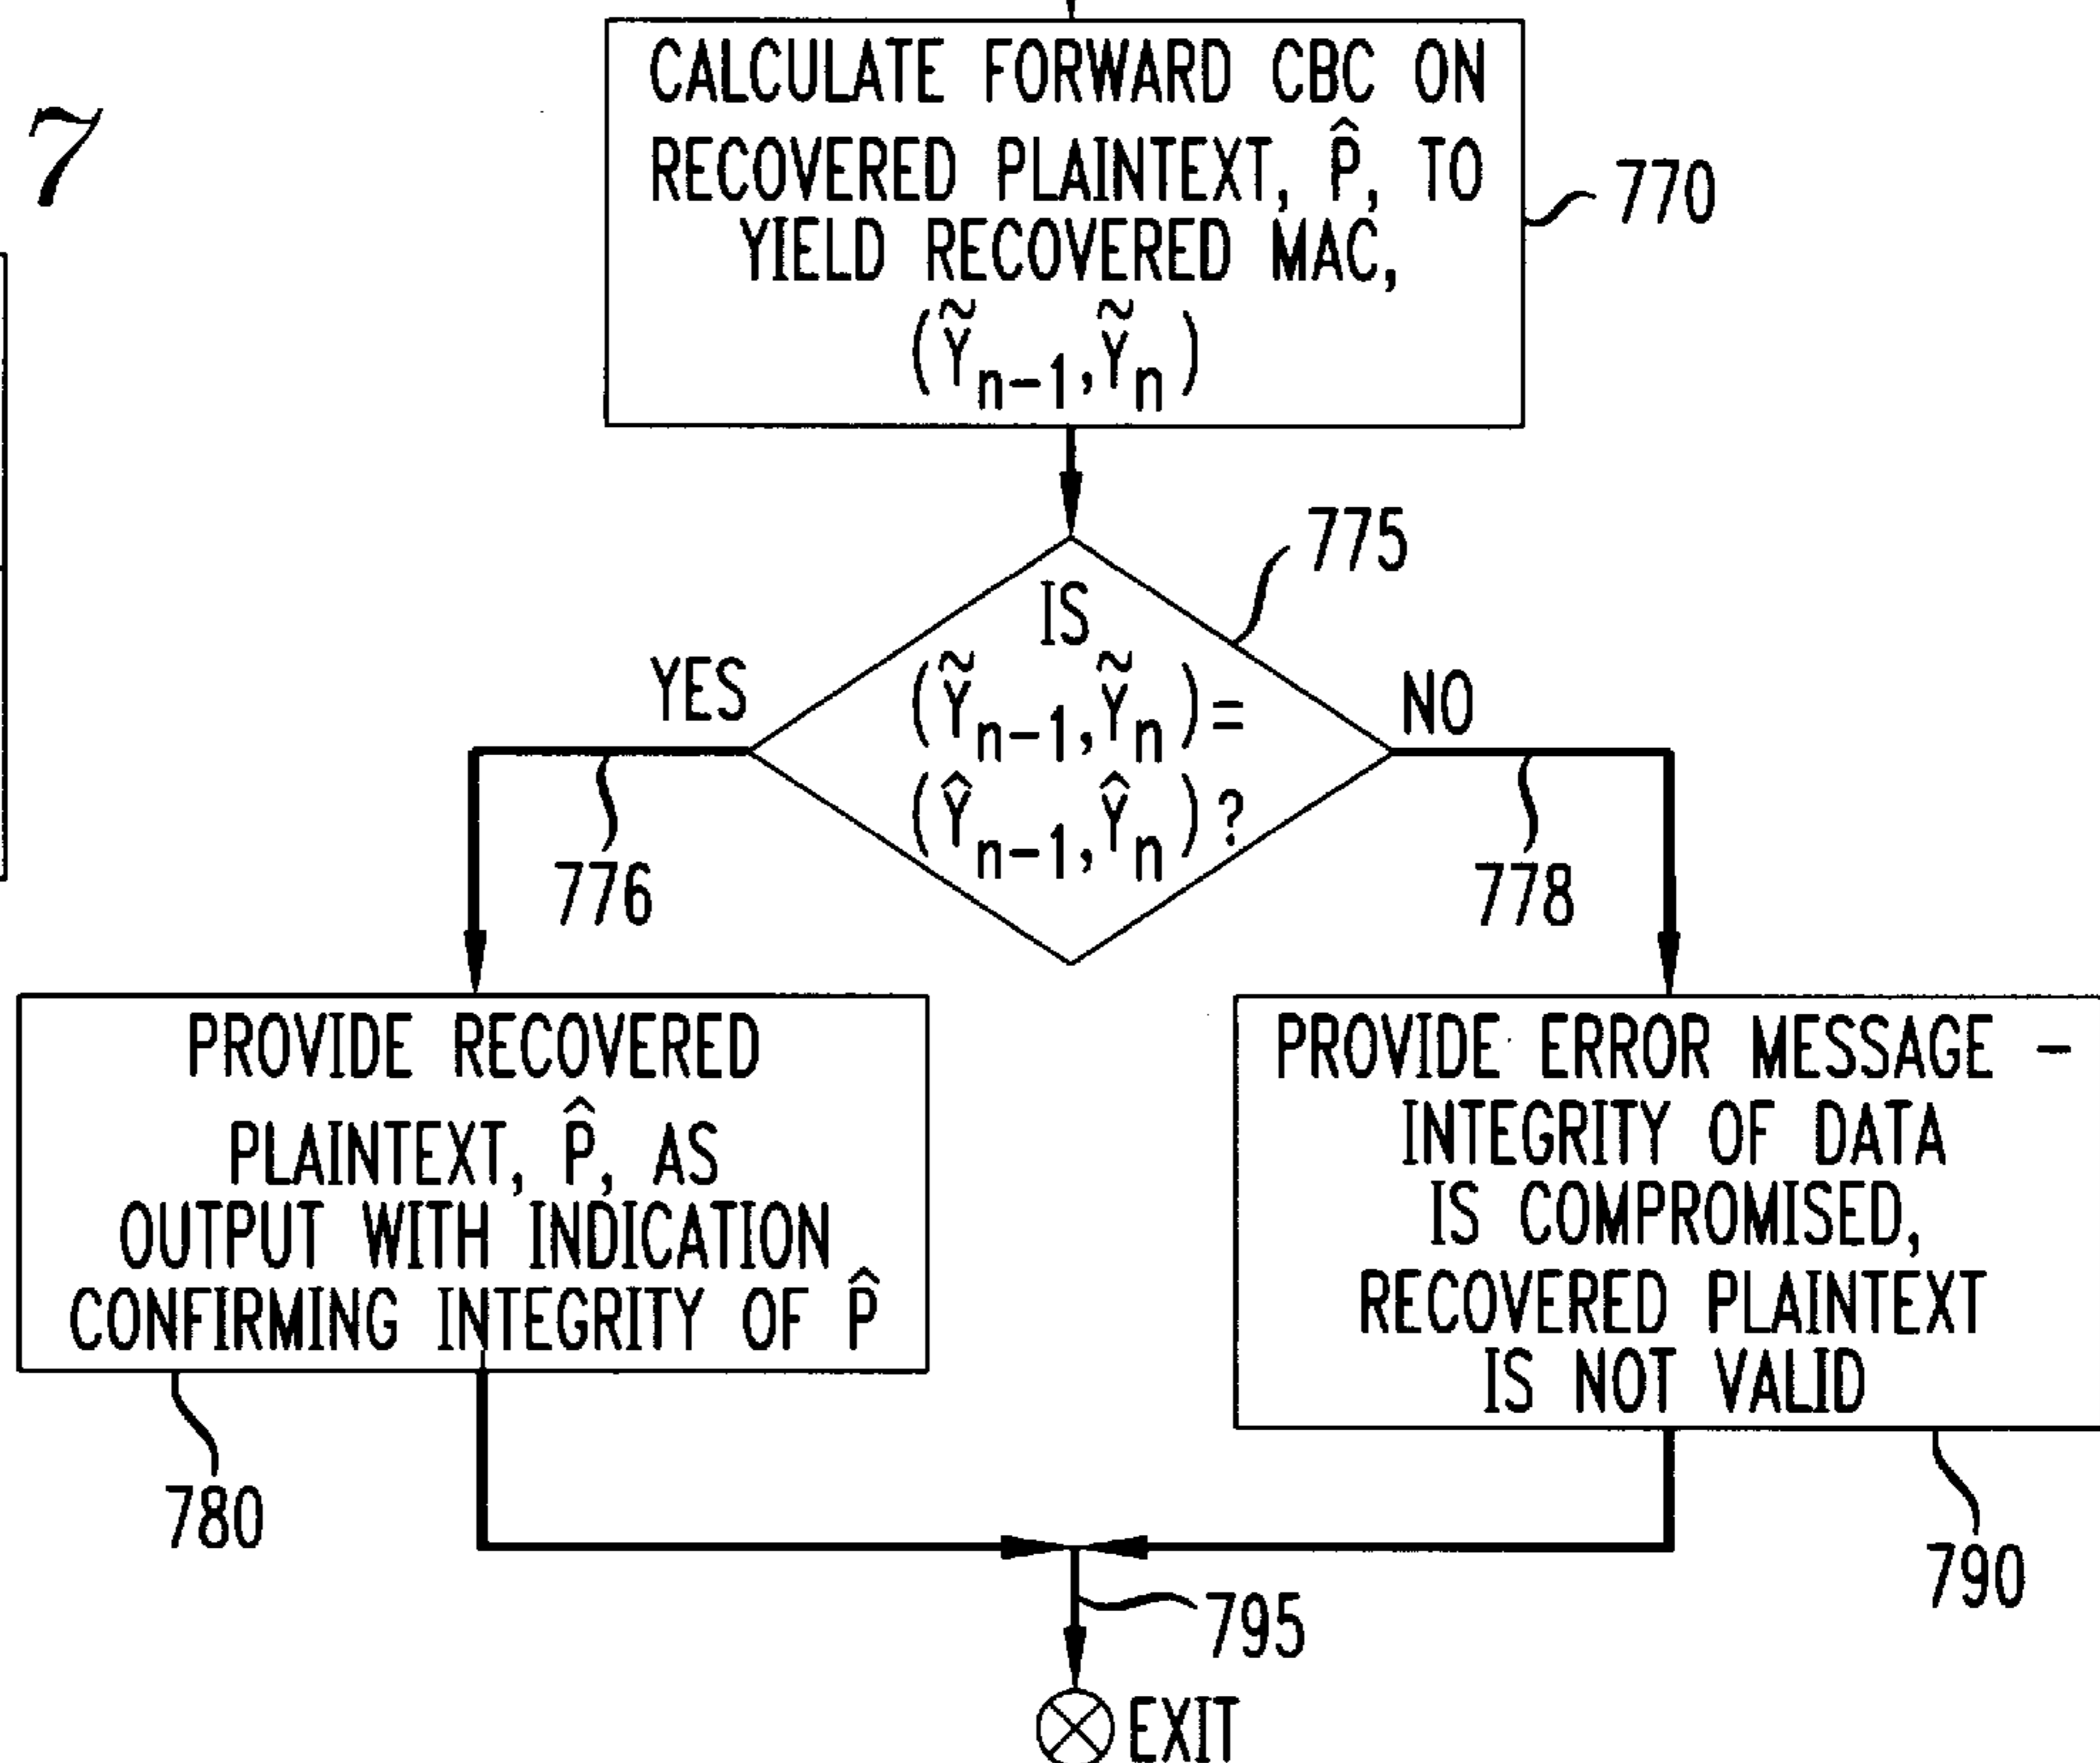 7
CALCULATE FORWARD CBC ON
RECOVERED PLAINTEXT, P̂, TO
YIELD RECOVERED MAC,
(Ỹn−1,Ỹn)
770
775
IS
(Ỹn−1,Ỹn)=
(Ŷn−1,Ŷn)?
YES
NO
776
778
PROVIDE RECOVERED
PLAINTEXT, P̂, AS
OUTPUT WITH INDICATION
CONFIRMING INTEGRITY OF P̂
780
PROVIDE ERROR MESSAGE −
INTEGRITY OF DATA
IS COMPROMISED,
RECOVERED PLAINTEXT
IS NOT VALID
790
795
EXIT